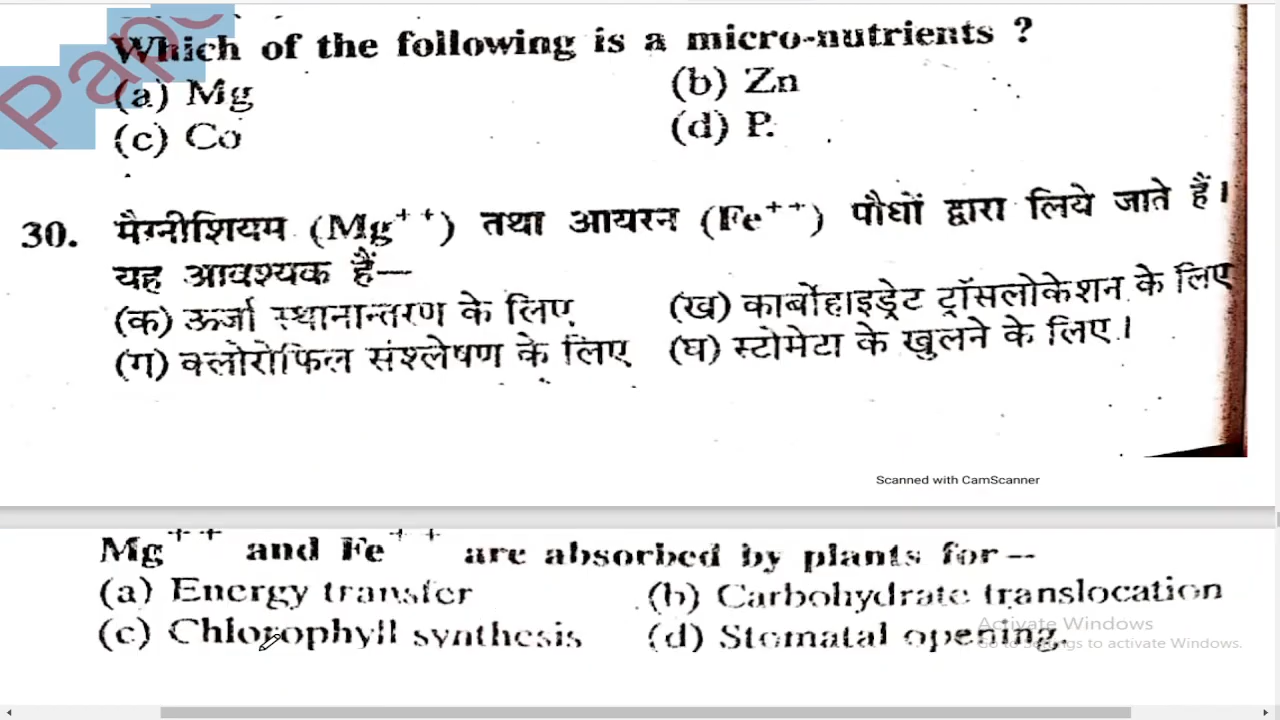 Which of the following is a micro-nutrients ?
(a) Mg (b) Zn
(c) Co (d) P.
30. मैग्नीशियम (Mg++) तथा आयरन (Fe++) पौधों द्वारा लिये जाते हैं।
यह आवश्यक हैं—
(क) ऊर्जा स्थानान्तरण के लिए (ख) कार्बोहाइड्रेट ट्रॉसलोकेशन के लिए
(ग) क्लोरोफिल संश्लेषण के लिए (घ) स्टोमेटा के खुलने के लिए।
Scanned with CamScanner
Mg++ and Fe++ are absorbed by plants for—
(a) Energy transfer (b) Carbohydrate translocation
(c) Chlorophyll synthesis (d) Stomatal opening.
Activate Windows
Go to Settings to activate Windows.